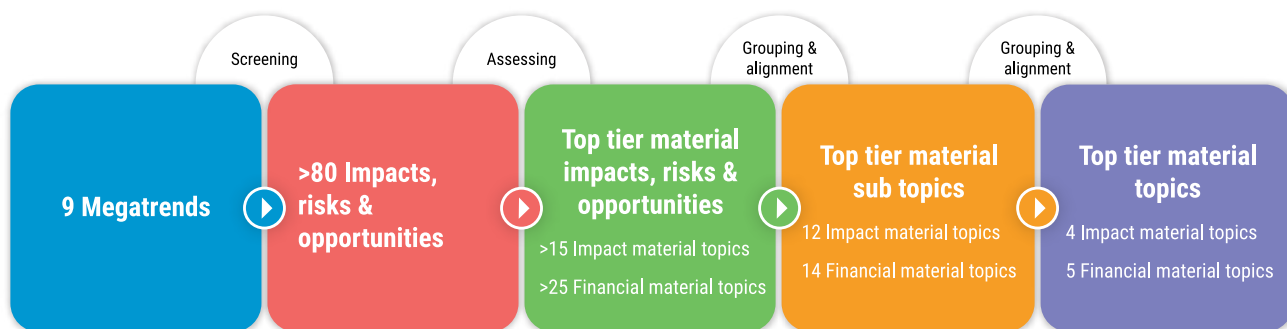 Screening
Assessing
Grouping &
alignment
Grouping &
alignment
9 Megatrends
>80 Impacts,
risks &
opportunities
Top tier material
impacts, risks &
opportunities
>15 Impact material topics
>25 Financial material topics
Top tier material
sub topics
12 Impact material topics
14 Financial material topics
Top tier material
topics
4 Impact material topics
5 Financial material topics